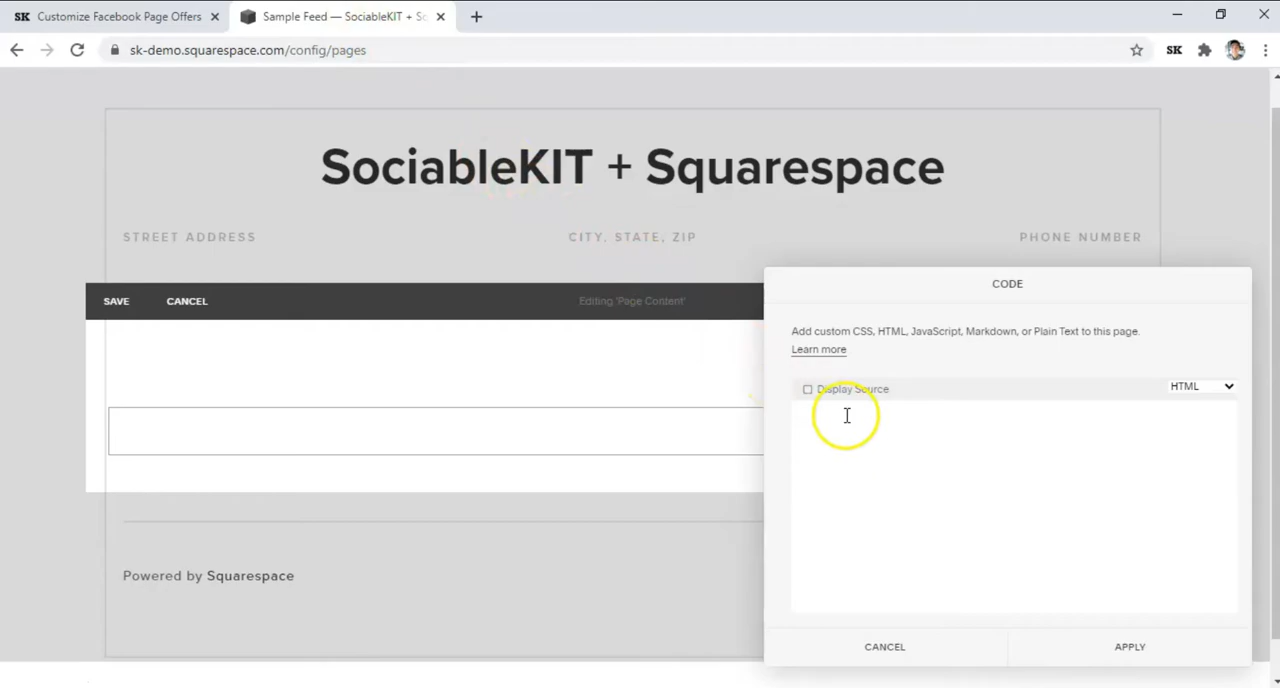 SK Customize Facebook Page Offers
Sample Feed — SociableKIT + Sq
sk-demo.squarespace.com/config/pages
SK
SociableKIT + Squarespace
STREET ADDRESS
CITY, STATE, ZIP
PHONE NUMBER
SAVE
CANCEL
Editing 'Page Content'
CODE
Add custom CSS, HTML, JavaScript, Markdown, or Plain Text to this page.
Learn more
Display Source
HTML
Powered by Squarespace
CANCEL
APPLY